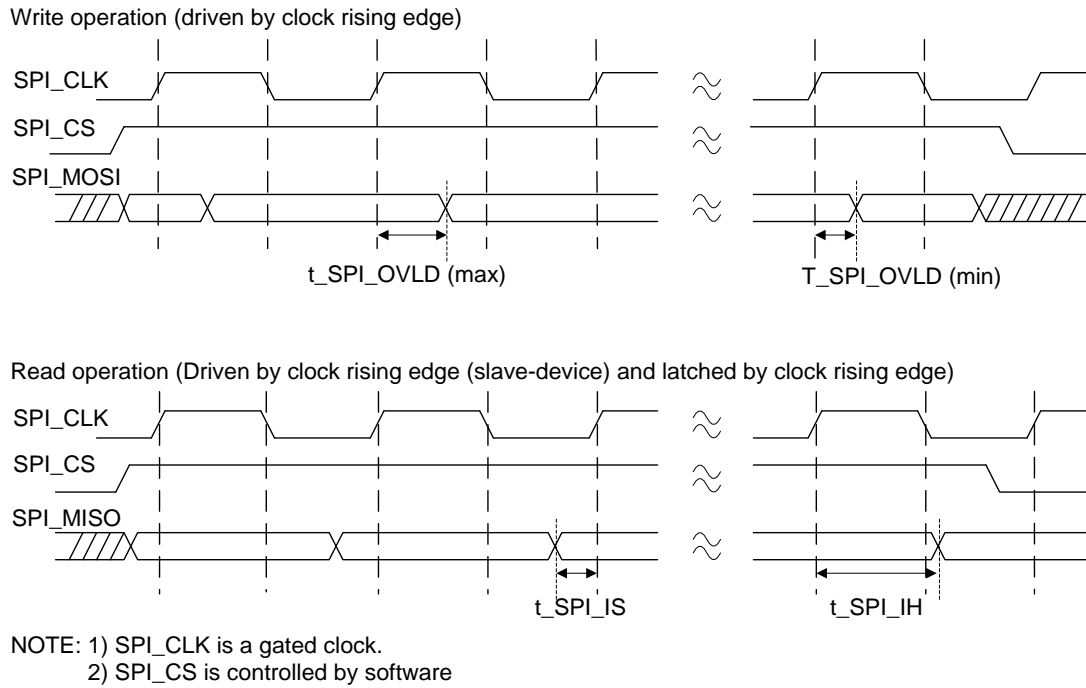 Write operation (driven by clock rising edge)
SPI_CLK
SPI_CS
SPI_MOSI
t_SPI_OVLD (max)
T_SPI_OVLD (min)
Read operation (Driven by clock rising edge (slave-device) and latched by clock rising edge)
SPI_CLK
SPI_CS
SPI_MISO
t_SPI_IS
t_SPI_IH
NOTE: 1) SPI_CLK is a gated clock.
2) SPI_CS is controlled by software